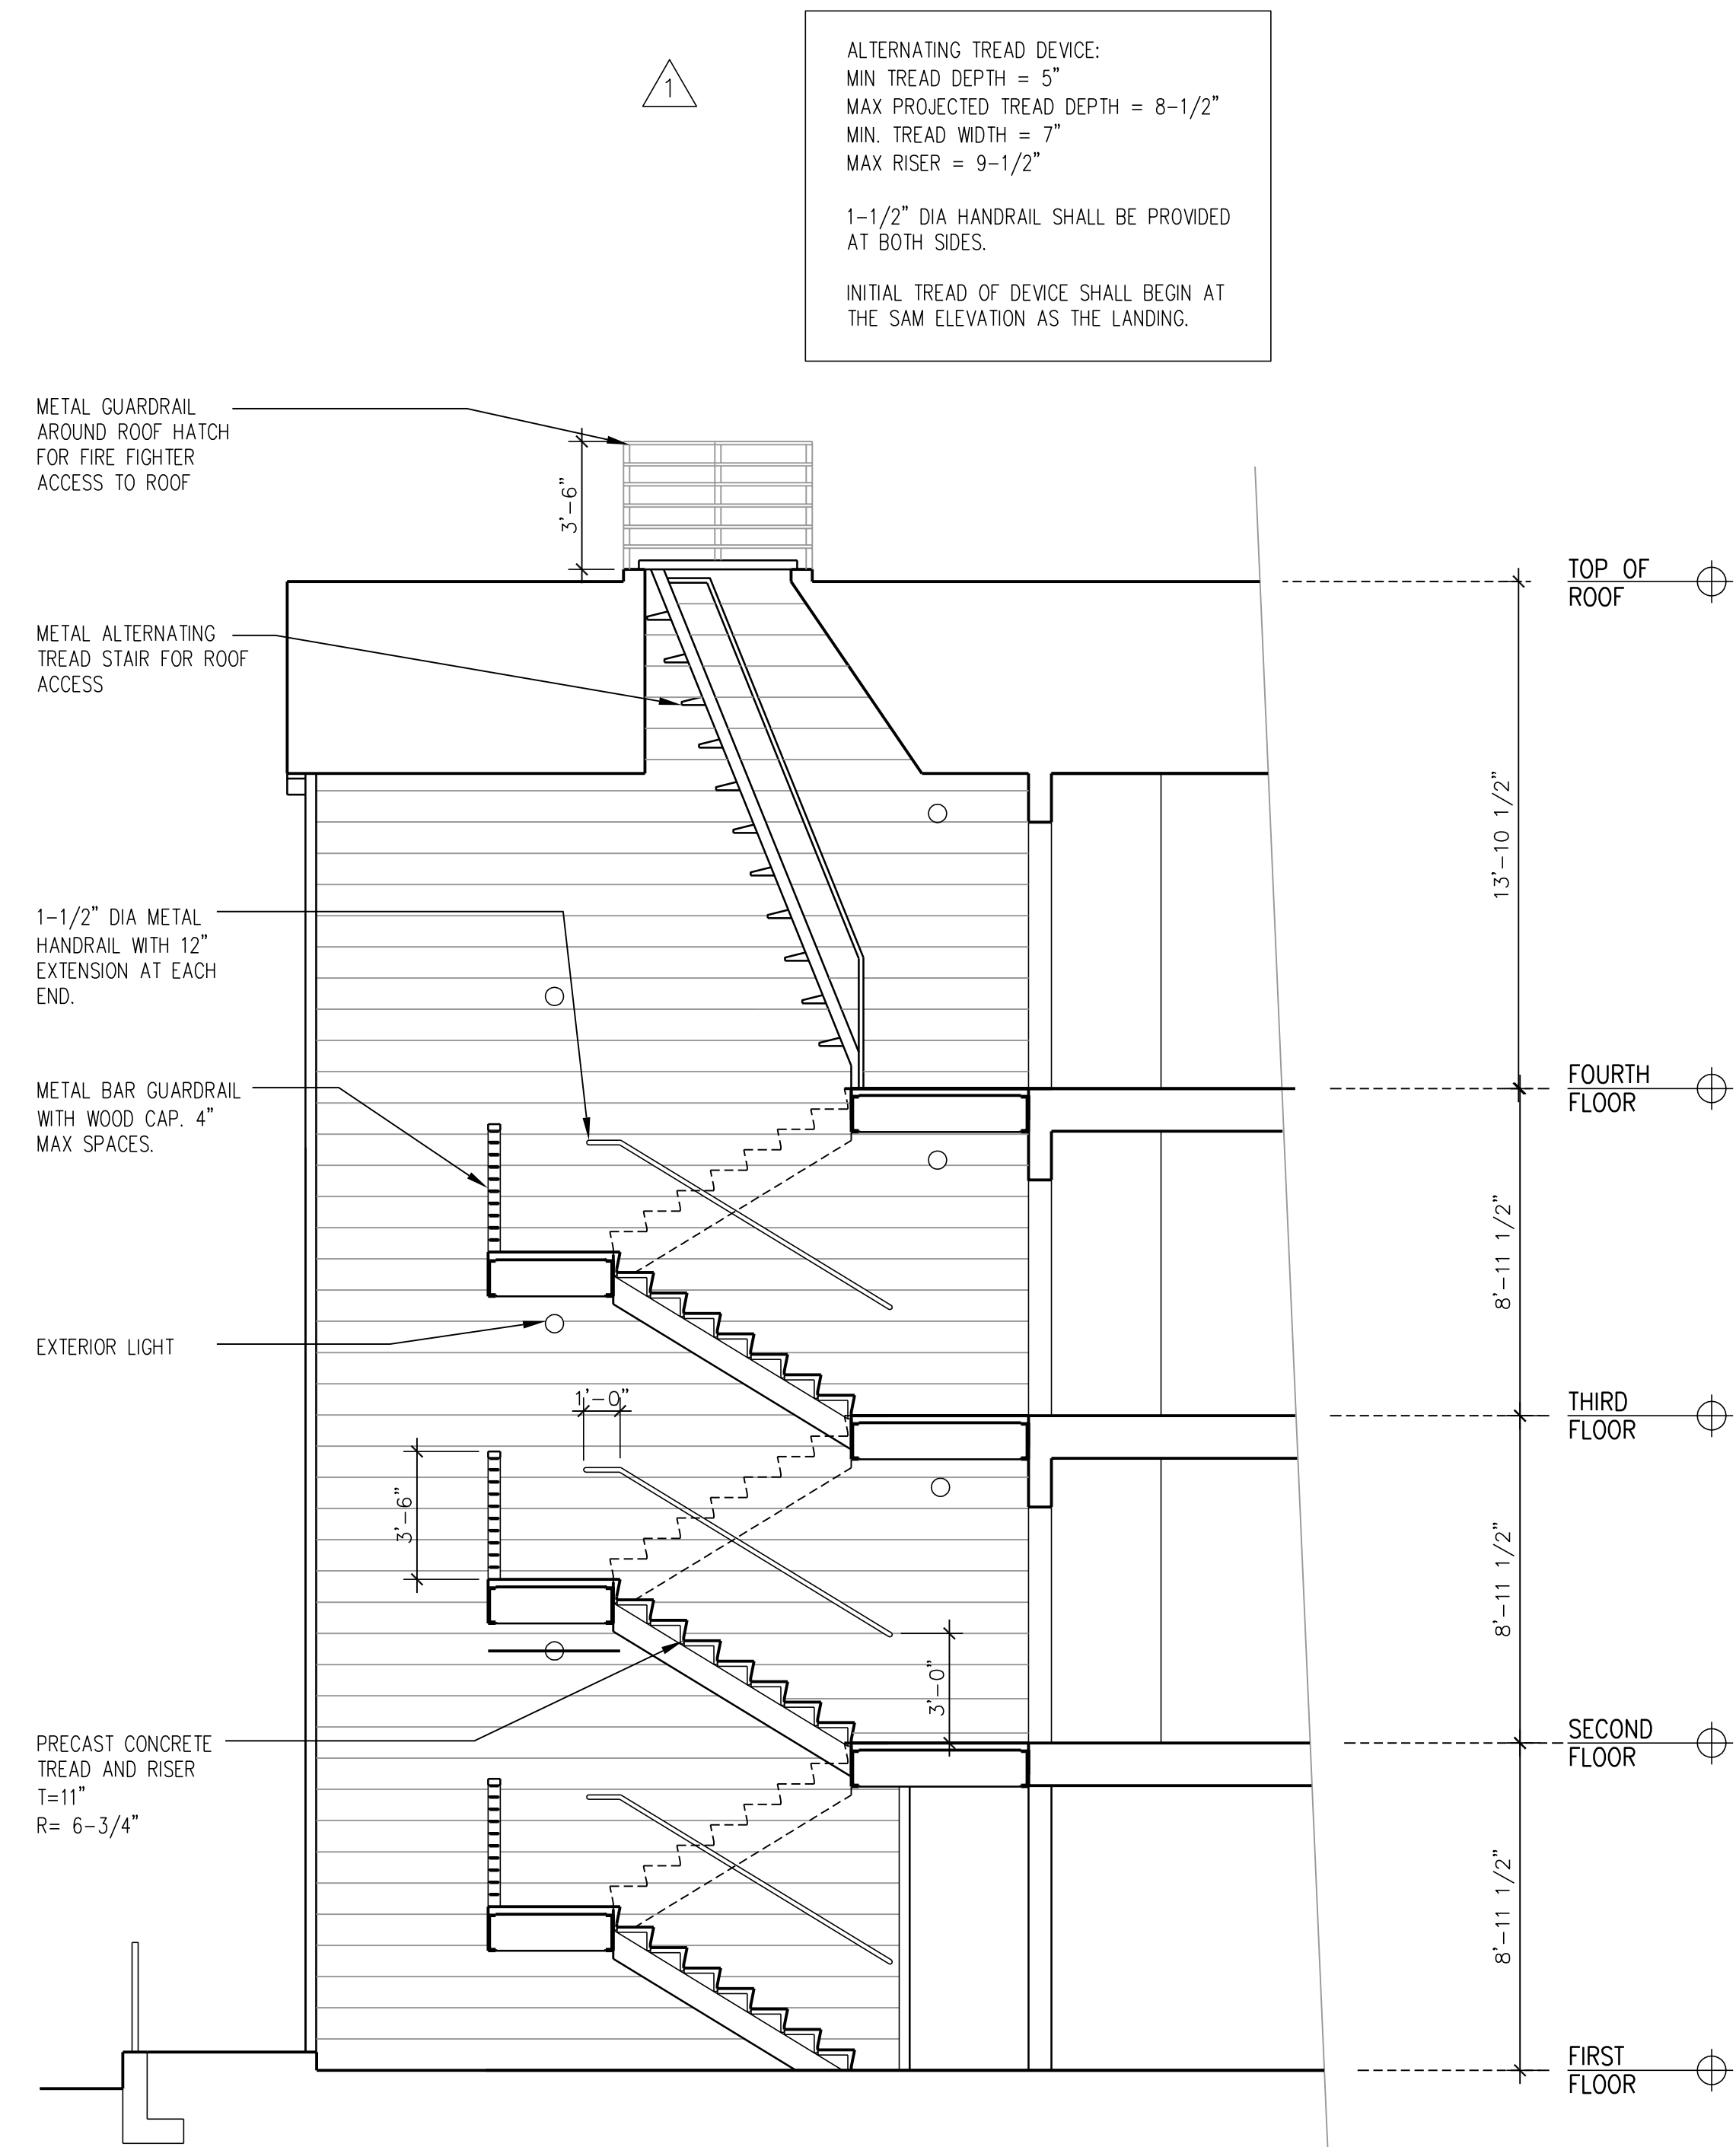 1
ALTERNATING TREAD DEVICE:
MIN TREAD DEPTH = 5"
MAX PROJECTED TREAD DEPTH = 8-1/2"
MIN. TREAD WIDTH = 7"
MAX RISER = 9-1/2"
1-1/2" DIA HANDRAIL SHALL BE PROVIDED
AT BOTH SIDES.
INITIAL TREAD OF DEVICE SHALL BEGIN AT
THE SAM ELEVATION AS THE LANDING.
METAL GUARDRAIL
AROUND ROOF HATCH
FOR FIRE FIGHTER
ACCESS TO ROOF
3'-6"
TOP OF
ROOF
METAL ALTERNATING
TREAD STAIR FOR ROOF
ACCESS
13'-10 1/2"
1-1/2" DIA METAL
HANDRAIL WITH 12"
EXTENSION AT EACH
END.
METAL BAR GUARDRAIL
WITH WOOD CAP. 4"
MAX SPACES.
FOURTH
FLOOR
8'-11 1/2"
EXTERIOR LIGHT
1'-0"
THIRD
FLOOR
3'-6"
8'-11 1/2"
3'-0"
PRECAST CONCRETE
TREAD AND RISER
T=11"
R= 6-3/4"
SECOND
FLOOR
8'-11 1/2"
FIRST
FLOOR